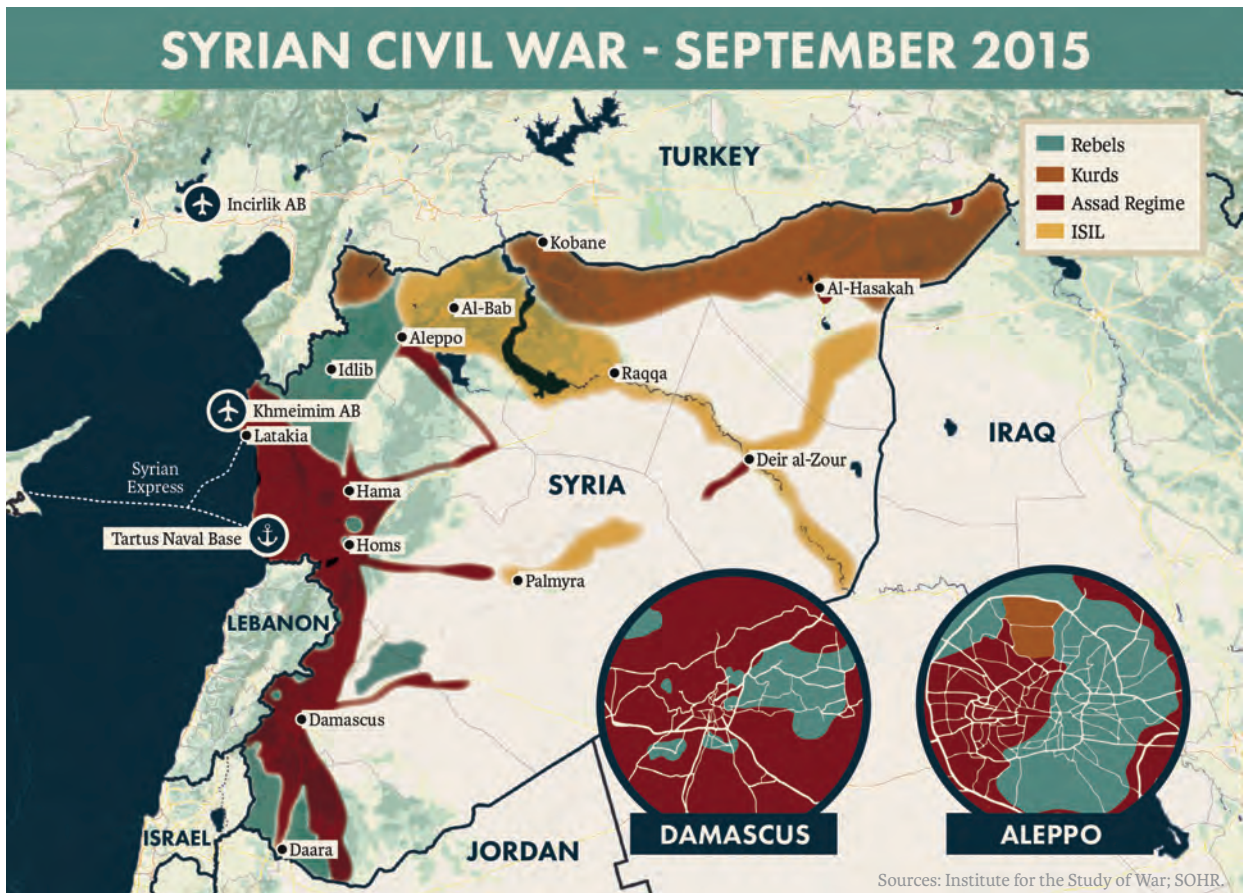 SYRIAN CIVIL WAR - SEPTEMBER 2015
Rebels
Kurds
Assad Regime
ISIL
TURKEY
Incirlik AB
Kobane
Al-Hasakah
Al-Bab
Aleppo
Idlib
Raqqa
Khmeimim AB
Latakia
IRAQ
Deir al-Zour
Syrian
Express
SYRIA
Hama
Tartus Naval Base
Homs
Palmyra
LEBANON
Damascus
ISRAEL
Daara
JORDAN
DAMASCUS
ALEPPO
Sources: Institute for the Study of War; SOHR.